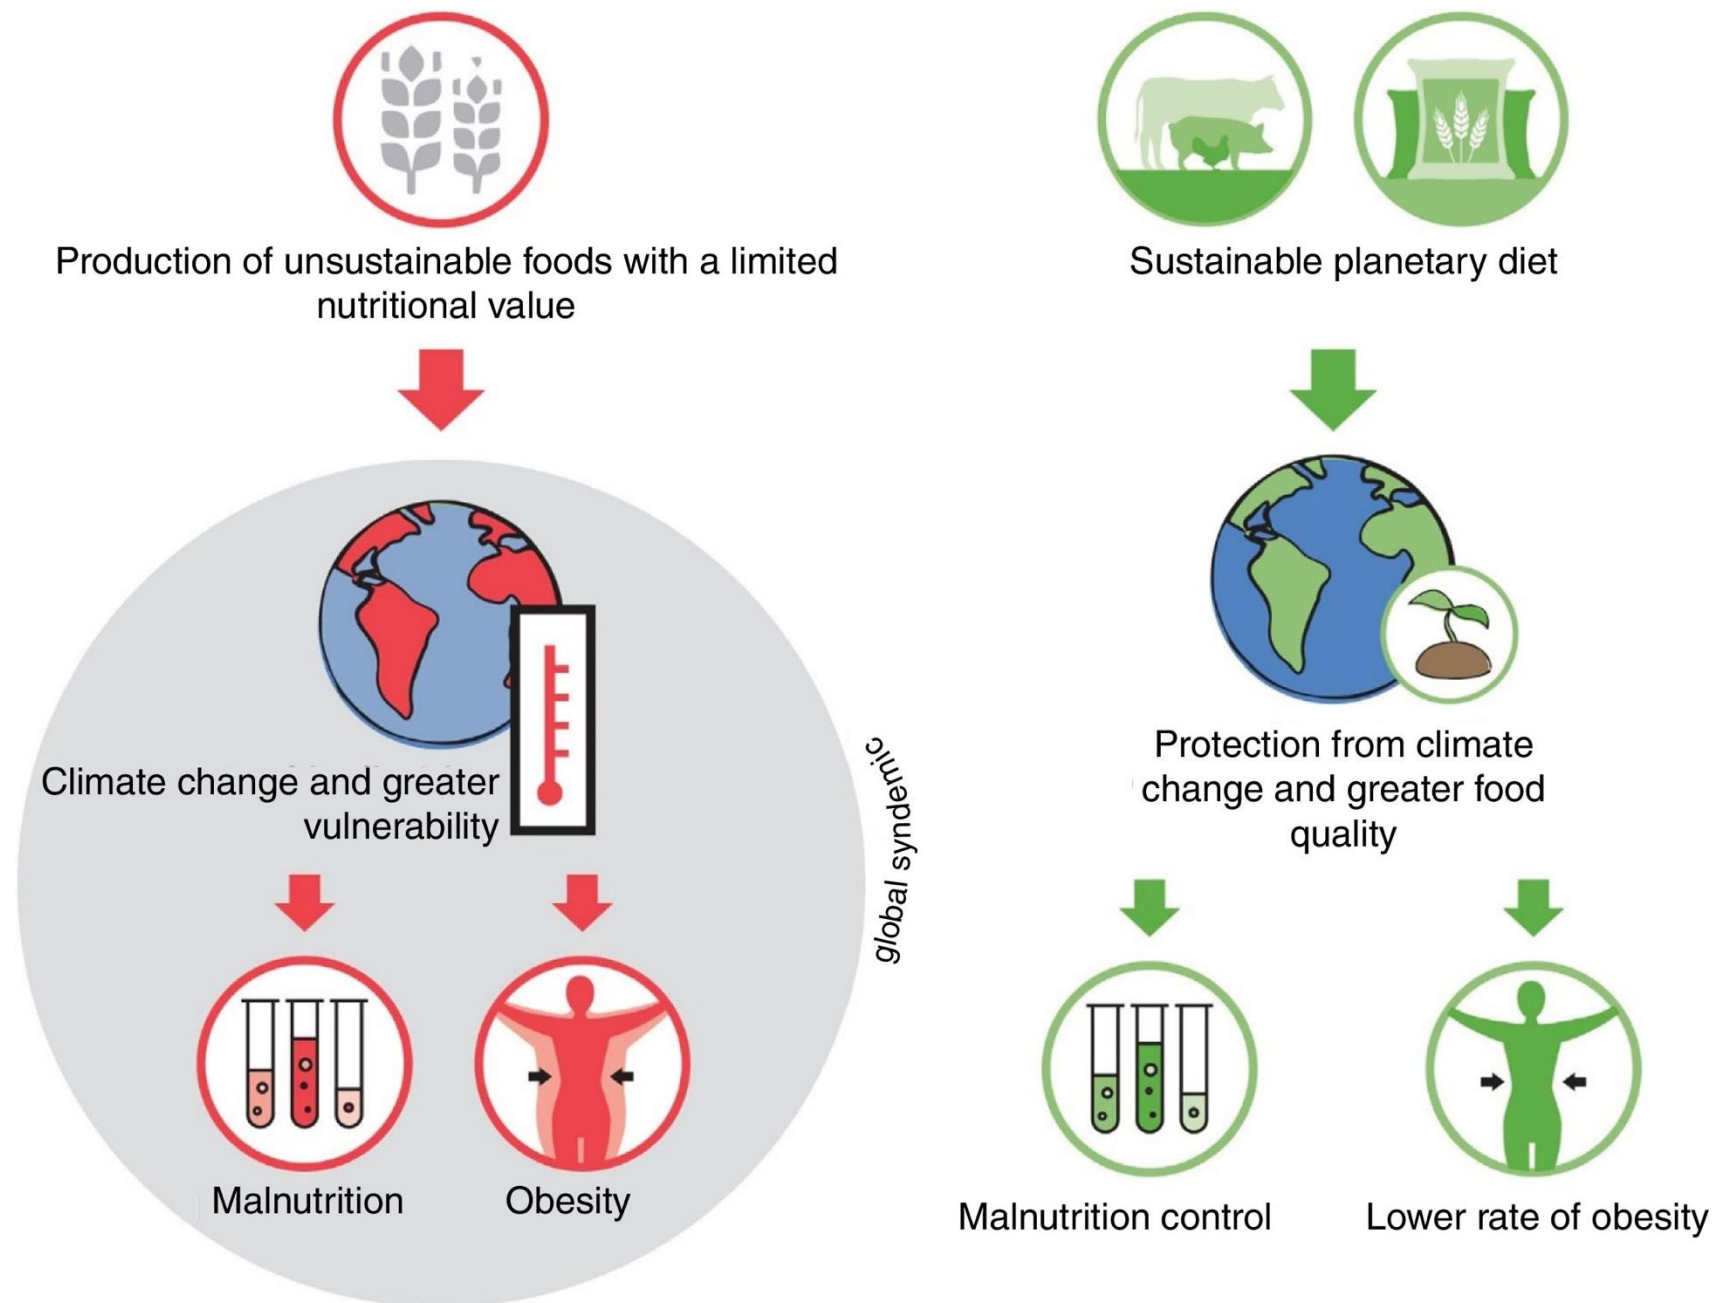 Production of unsustainable foods with a limited
nutritional value
Climate change and greater
vulnerability
Malnutrition
Obesity
global syndemic
Sustainable planetary diet
Protection from climate
change and greater food
quality
Malnutrition control
Lower rate of obesity